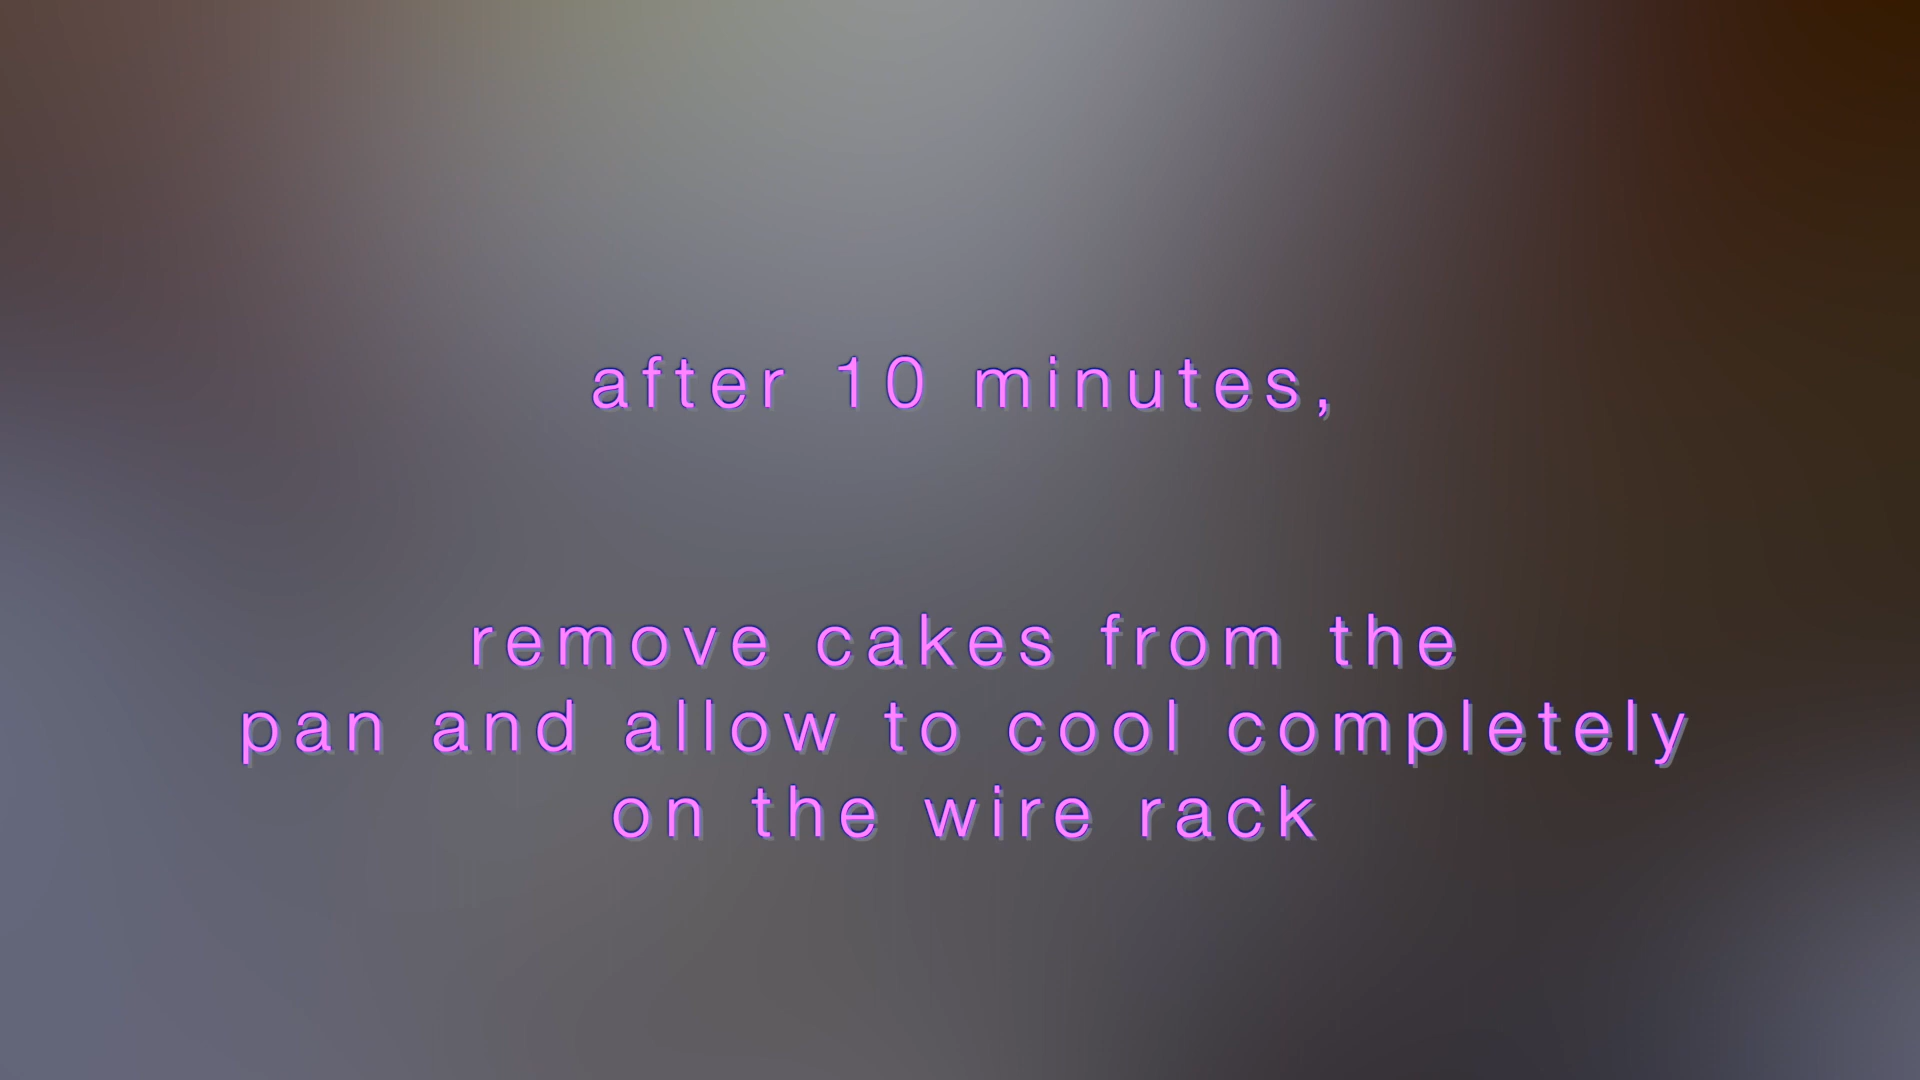 after 10 minutes,
remove cakes from the
pan and allow to cool completely
on the wire rack